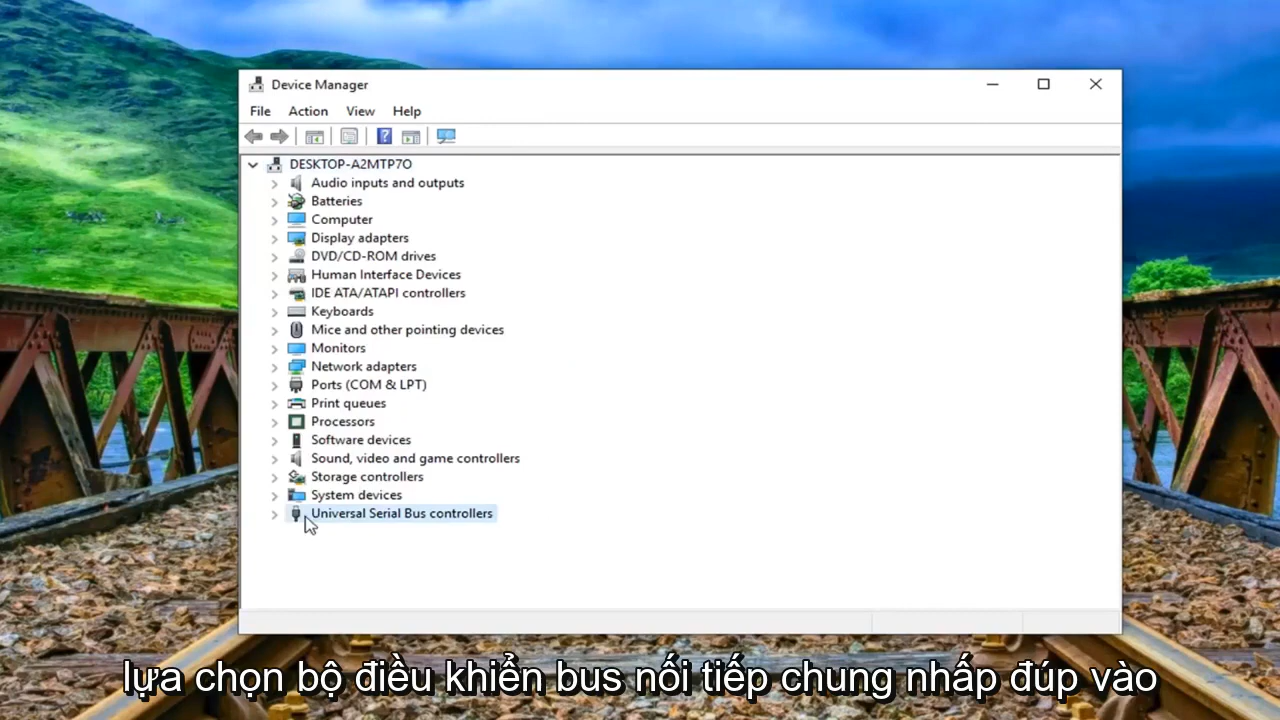 Device Manager
File Action View Help
DESKTOP-A2MTP7O
Audio inputs and outputs
Batteries
Computer
Display adapters
DVD/CD-ROM drives
Human Interface Devices
IDE ATA/ATAPI controllers
Keyboards
Mice and other pointing devices
Monitors
Network adapters
Ports (COM & LPT)
Print queues
Processors
Software devices
Sound, video and game controllers
Storage controllers
System devices
Universal Serial Bus controllers
lựa chọn bộ điều khiển bus nối tiếp chung nhấp đúp vào